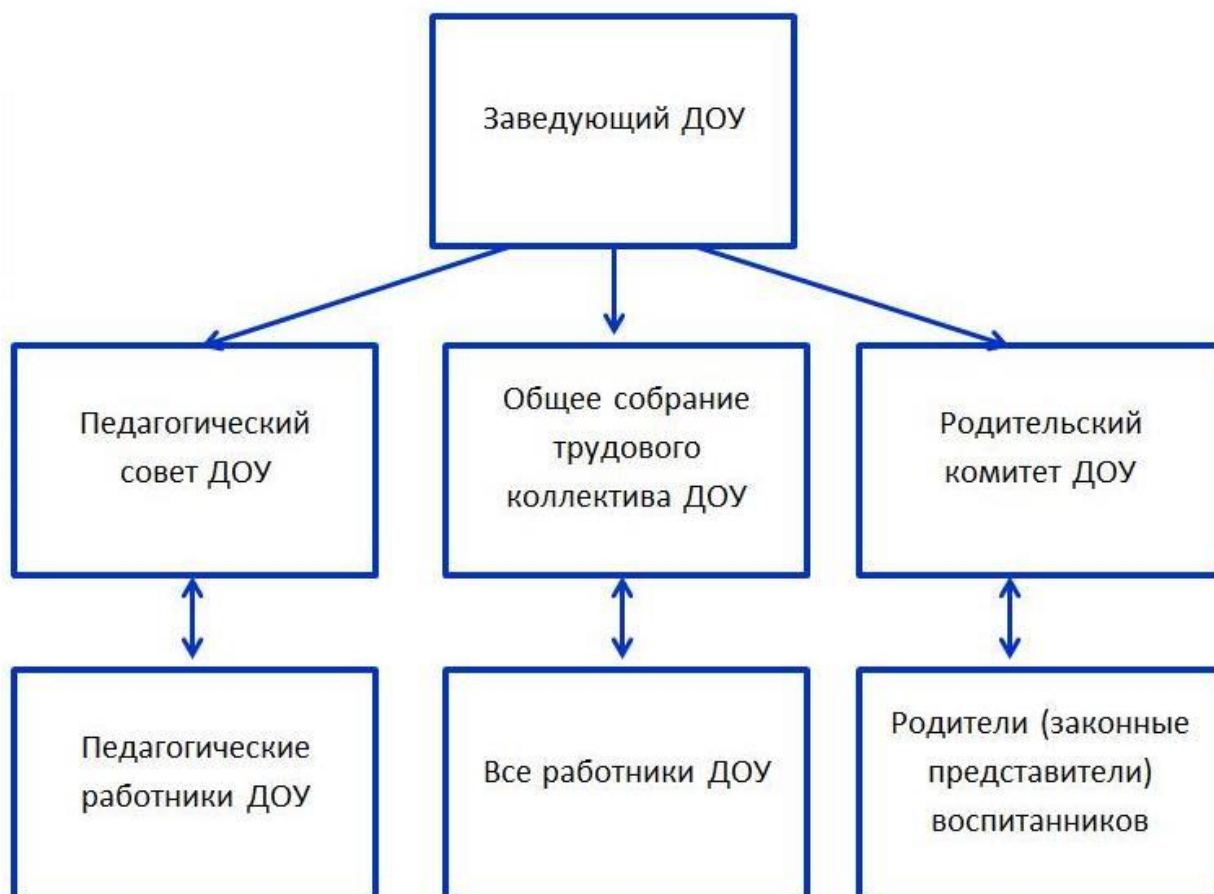 Заведующий ДОУ
Педагогический
совет ДОУ
Общее собрание
трудового
коллектива ДОУ
Родительский
комитет ДОУ
Педагогические
работники ДОУ
Все работники ДОУ
Родители (законные
представители)
воспитанников